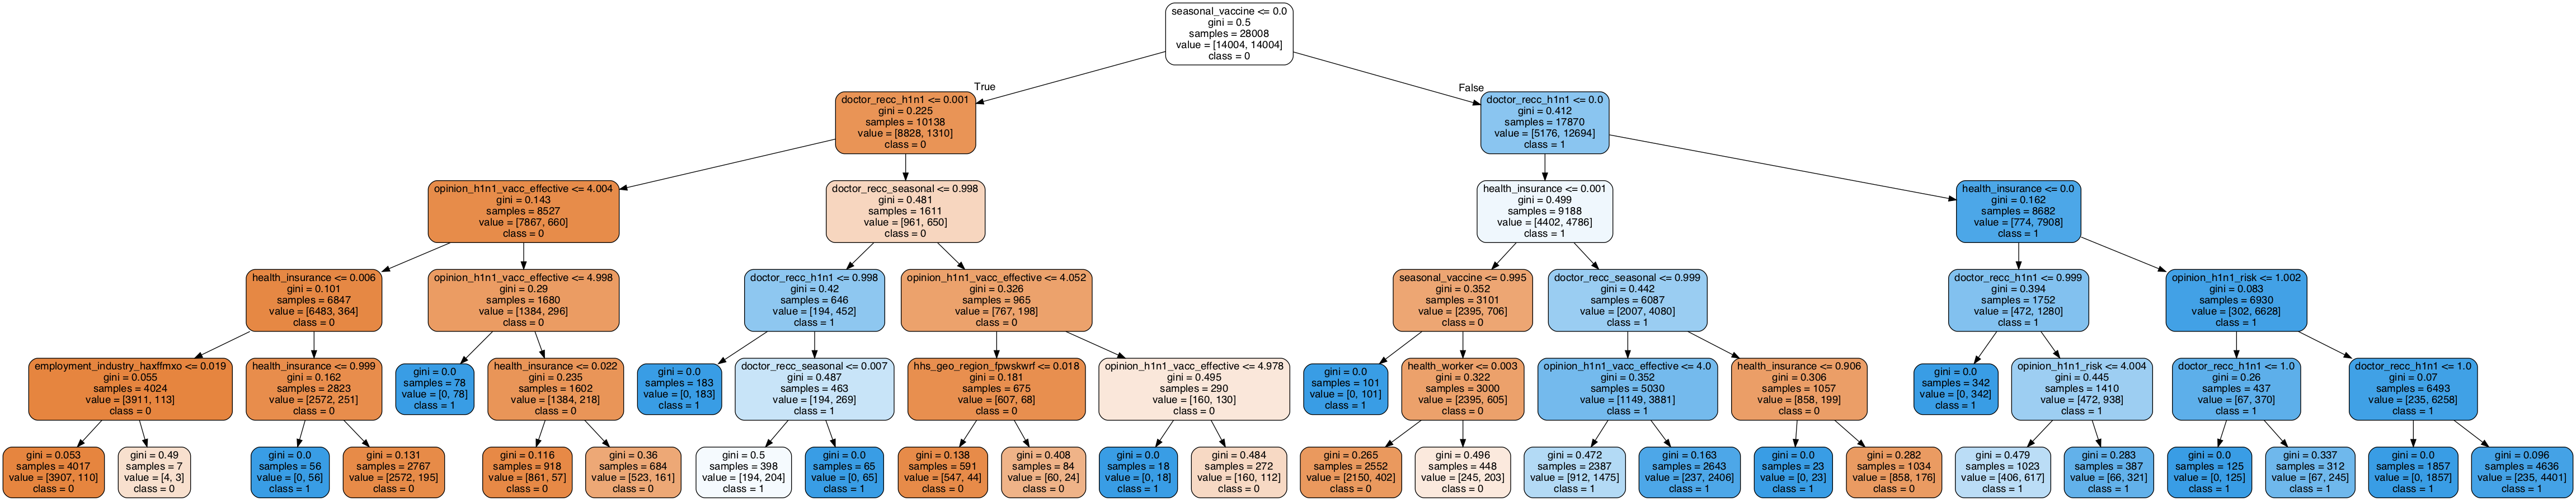 seasonal_vaccine <= 0.0
gini = 0.5
samples = 28008
value = [14004, 14004]
class = 0
True
False
doctor_recc_h1n1 <= 0.001
gini = 0.225
samples = 10138
value = [8828, 1310]
class = 0
doctor_recc_h1n1 <= 0.0
gini = 0.412
samples = 17870
value = [5176, 12694]
class = 1
opinion_h1n1_vacc_effective <= 4.004
gini = 0.143
samples = 8527
value = [7867, 660]
class = 0
doctor_recc_seasonal <= 0.998
gini = 0.481
samples = 1611
value = [961, 650]
class = 0
health_insurance <= 0.001
gini = 0.499
samples = 9188
value = [4402, 4786]
class = 1
health_insurance <= 0.0
gini = 0.162
samples = 8682
value = [774, 7908]
class = 1
health_insurance <= 0.006
gini = 0.101
samples = 6847
value = [6483, 364]
class = 0
opinion_h1n1_vacc_effective <= 4.998
gini = 0.29
samples = 1680
value = [1384, 296]
class = 0
doctor_recc_h1n1 <= 0.998
gini = 0.42
samples = 646
value = [194, 452]
class = 1
opinion_h1n1_vacc_effective <= 4.052
gini = 0.326
samples = 965
value = [767, 198]
class = 0
seasonal_vaccine <= 0.995
gini = 0.352
samples = 3101
value = [2395, 706]
class = 0
doctor_recc_seasonal <= 0.999
gini = 0.442
samples = 6087
value = [2007, 4080]
class = 1
doctor_recc_h1n1 <= 0.999
gini = 0.394
samples = 1752
value = [472, 1280]
class = 1
opinion_h1n1_risk <= 1.002
gini = 0.083
samples = 6930
value = [302, 6628]
class = 1
employment_industry_haxffmxo <= 0.019
gini = 0.055
samples = 4024
value = [3911, 113]
class = 0
health_insurance <= 0.999
gini = 0.162
samples = 2823
value = [2572, 251]
class = 0
gini = 0.0
samples = 78
value = [0, 78]
class = 1
health_insurance <= 0.022
gini = 0.235
samples = 1602
value = [1384, 218]
class = 0
gini = 0.0
samples = 183
value = [0, 183]
class = 1
doctor_recc_seasonal <= 0.007
gini = 0.487
samples = 463
value = [194, 269]
class = 1
hhs_geo_region_fpwskwrf <= 0.018
gini = 0.181
samples = 675
value = [607, 68]
class = 0
opinion_h1n1_vacc_effective <= 4.978
gini = 0.495
samples = 290
value = [160, 130]
class = 0
gini = 0.0
samples = 101
value = [0, 101]
class = 1
health_worker <= 0.003
gini = 0.322
samples = 3000
value = [2395, 605]
class = 0
opinion_h1n1_vacc_effective <= 4.0
gini = 0.352
samples = 5030
value = [1149, 3881]
class = 1
health_insurance <= 0.906
gini = 0.306
samples = 1057
value = [858, 199]
class = 0
gini = 0.0
samples = 342
value = [0, 342]
class = 1
opinion_h1n1_risk <= 4.004
gini = 0.445
samples = 1410
value = [472, 938]
class = 1
doctor_recc_h1n1 <= 1.0
gini = 0.26
samples = 437
value = [67, 370]
class = 1
doctor_recc_h1n1 <= 1.0
gini = 0.07
samples = 6493
value = [235, 6258]
class = 1
gini = 0.053
samples = 4017
value = [3907, 110]
class = 0
gini = 0.49
samples = 7
value = [4, 3]
class = 0
gini = 0.0
samples = 56
value = [0, 56]
class = 1
gini = 0.131
samples = 2767
value = [2572, 195]
class = 0
gini = 0.116
samples = 918
value = [861, 57]
class = 0
gini = 0.36
samples = 684
value = [523, 161]
class = 0
gini = 0.5
samples = 398
value = [194, 204]
class = 1
gini = 0.0
samples = 65
value = [0, 65]
class = 1
gini = 0.138
samples = 591
value = [547, 44]
class = 0
gini = 0.408
samples = 84
value = [60, 24]
class = 0
gini = 0.0
samples = 18
value = [0, 18]
class = 1
gini = 0.484
samples = 272
value = [160, 112]
class = 0
gini = 0.265
samples = 2552
value = [2150, 402]
class = 0
gini = 0.496
samples = 448
value = [245, 203]
class = 0
gini = 0.472
samples = 2387
value = [912, 1475]
class = 1
gini = 0.163
samples = 2643
value = [237, 2406]
class = 1
gini = 0.0
samples = 23
value = [0, 23]
class = 1
gini = 0.282
samples = 1034
value = [858, 176]
class = 0
gini = 0.479
samples = 1023
value = [406, 617]
class = 1
gini = 0.283
samples = 387
value = [66, 321]
class = 1
gini = 0.0
samples = 125
value = [0, 125]
class = 1
gini = 0.337
samples = 312
value = [67, 245]
class = 1
gini = 0.0
samples = 1857
value = [0, 1857]
class = 1
gini = 0.096
samples = 4636
value = [235, 4401]
class = 1